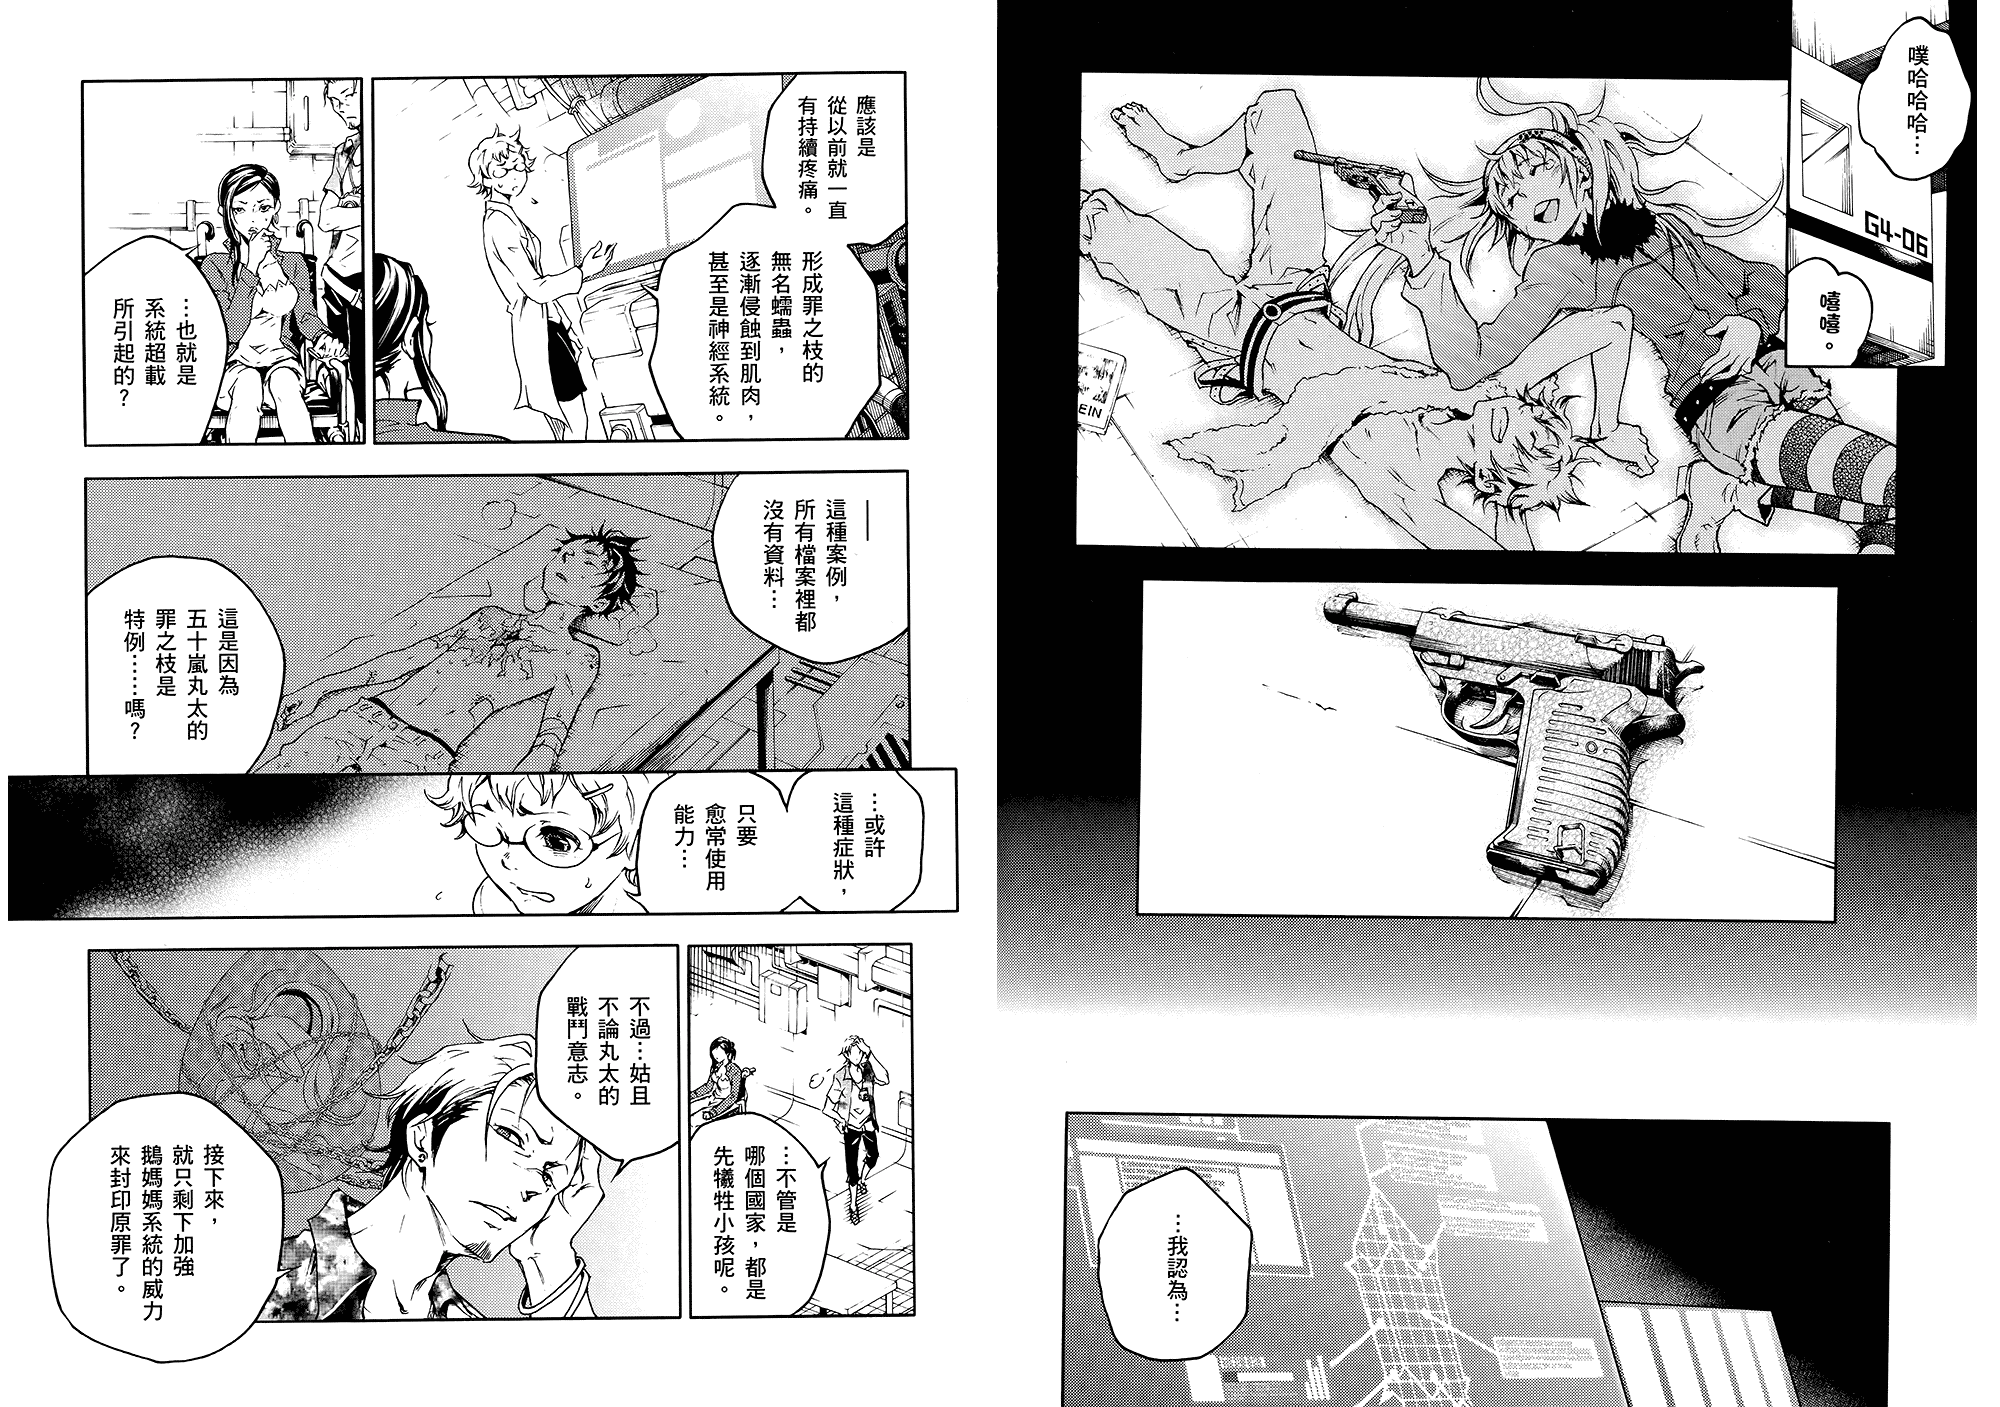 噗哈哈哈…
G4-06
嘻嘻。
EIN
…我認為…
應該是
從以前就一直
有持續疼痛。
形成罪之枝的
無名蠕蟲，
逐漸侵蝕到肌肉，
甚至是神經系統。
…也就是
系統超載
所引起的？
——
這種案例，
所有檔案裡都
沒有資料…
這是因為
五十嵐丸太的
罪之枝是
特例……嗎？
…或許
這種症狀，
只要
愈常使用
能力…
…不管是
哪個國家，都是
先犧牲小孩呢。
不過…姑且
不論丸太的
戰鬥意志。
接下來，
就只剩下加強
鵝媽媽系統的威力
來封印原罪了。